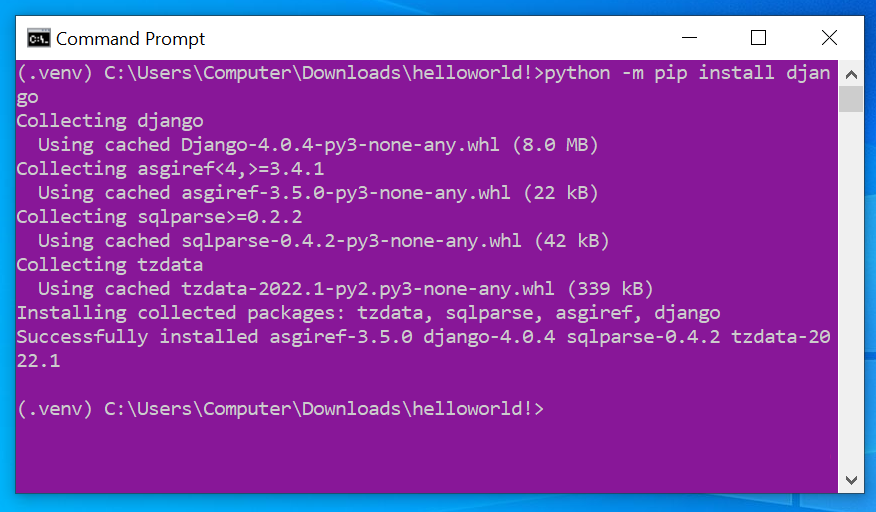 Command Prompt
(.venv) C:\Users\Computer\Downloads\helloworld!>python -m pip install djan
go
Collecting django
  Using cached Django-4.0.4-py3-none-any.whl (8.0 MB)
Collecting asgiref<4,>=3.4.1
  Using cached asgiref-3.5.0-py3-none-any.whl (22 kB)
Collecting sqlparse>=0.2.2
  Using cached sqlparse-0.4.2-py3-none-any.whl (42 kB)
Collecting tzdata
  Using cached tzdata-2022.1-py2.py3-none-any.whl (339 kB)
Installing collected packages: tzdata, sqlparse, asgiref, django
Successfully installed asgiref-3.5.0 django-4.0.4 sqlparse-0.4.2 tzdata-20
22.1
(.venv) C:\Users\Computer\Downloads\helloworld!>